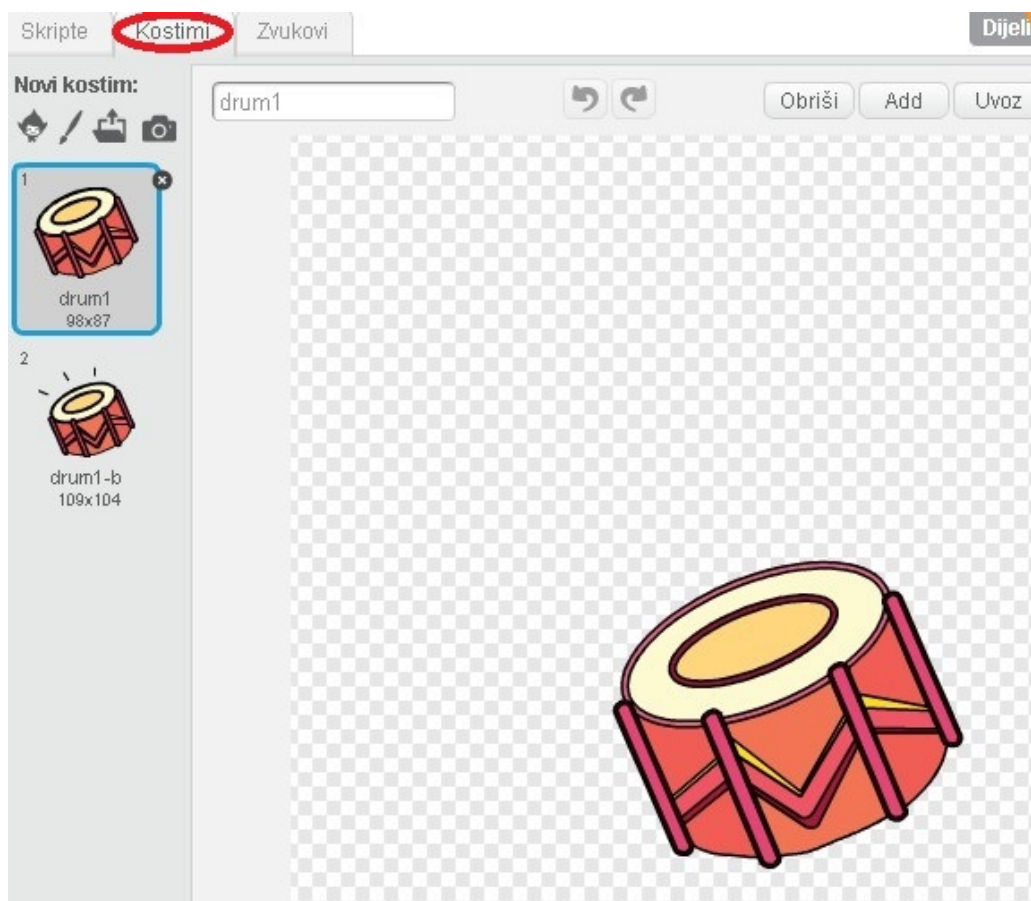 Skripte Kostimi Zvukovi Dijeli
Novi kostim:
drum1 Obriši Add Uvoz
1
drum1
98x87
2
drum1-b
109x104